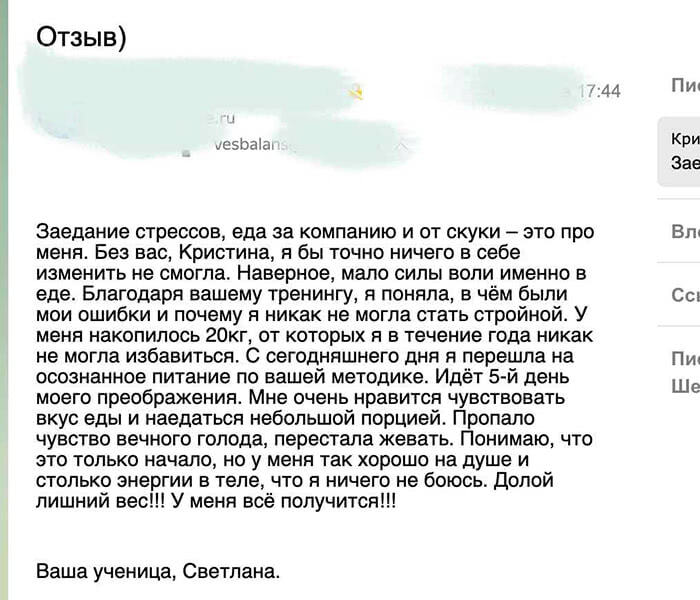 Отзыв)
17:44
.ru
vesbalans
Заедание стрессов, еда за компанию и от скуки – это про
меня. Без вас, Кристина, я бы точно ничего в себе
изменить не смогла. Наверное, мало силы воли именно в
еде. Благодаря вашему тренингу, я поняла, в чём были
мои ошибки и почему я никак не могла стать стройной. У
меня накопилось 20кг, от которых я в течение года никак
не могла избавиться. С сегодняшнего дня я перешла на
осознанное питание по вашей методике. Идёт 5-й день
моего преображения. Мне очень нравится чувствовать
вкус еды и наедаться небольшой порцией. Пропало
чувство вечного голода, перестала жевать. Понимаю, что
это только начало, но у меня так хорошо на душе и
столько энергии в теле, что я ничего не боюсь. Долой
лишний вес!!! У меня всё получится!!!
Ваша ученица, Светлана.
Пис
Кри
Зае
Вл
Сс
Пи
Ше